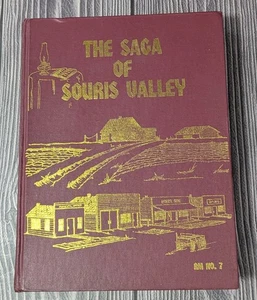 THE SAGA
OF
SOURIS VALLEY
RM NO. 7